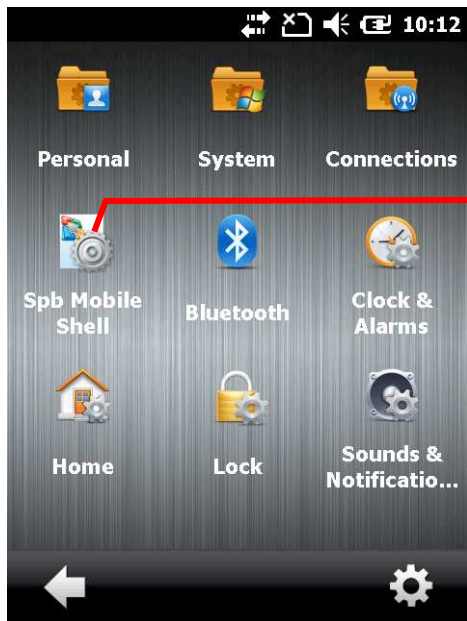 10:12
Personal System Connections
Spb Mobile
Shell
Bluetooth
Clock &
Alarms
Home Lock
Sounds &
Notificatio...